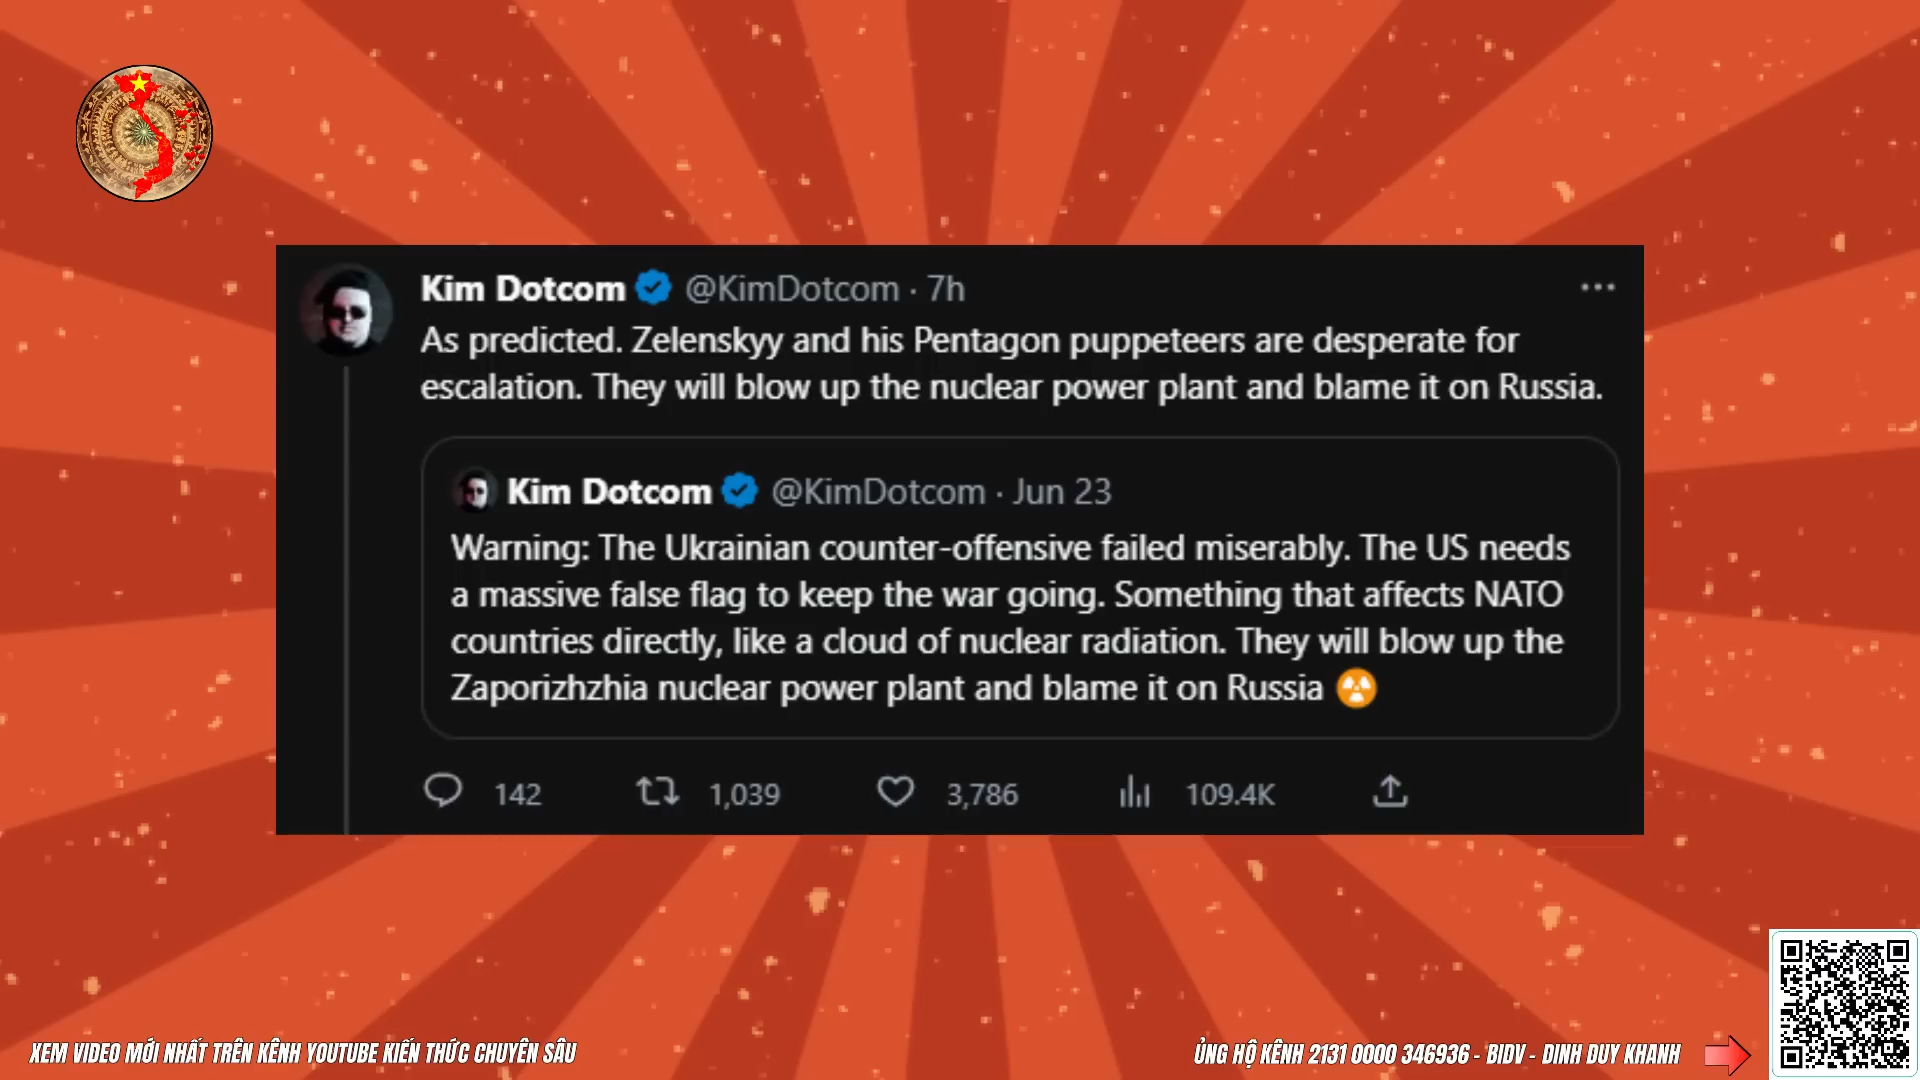 Kim Dotcom @KimDotcom · 7h
As predicted. Zelenskyy and his Pentagon puppeteers are desperate for
escalation. They will blow up the nuclear power plant and blame it on Russia.
Kim Dotcom @KimDotcom · Jun 23
Warning: The Ukrainian counter-offensive failed miserably. The US needs
a massive false flag to keep the war going. Something that affects NATO
countries directly, like a cloud of nuclear radiation. They will blow up the
Zaporizhzhia nuclear power plant and blame it on Russia ☢
142 1,039 3,786 109.4K
XEM VIDEO MỚI NHẤT TRÊN KÊNH YOUTUBE KIẾN THỨC CHUYÊN SÂU
ỦNG HỘ KÊNH 2131 0000 346936 - BIDV - DINH DUY KHANH